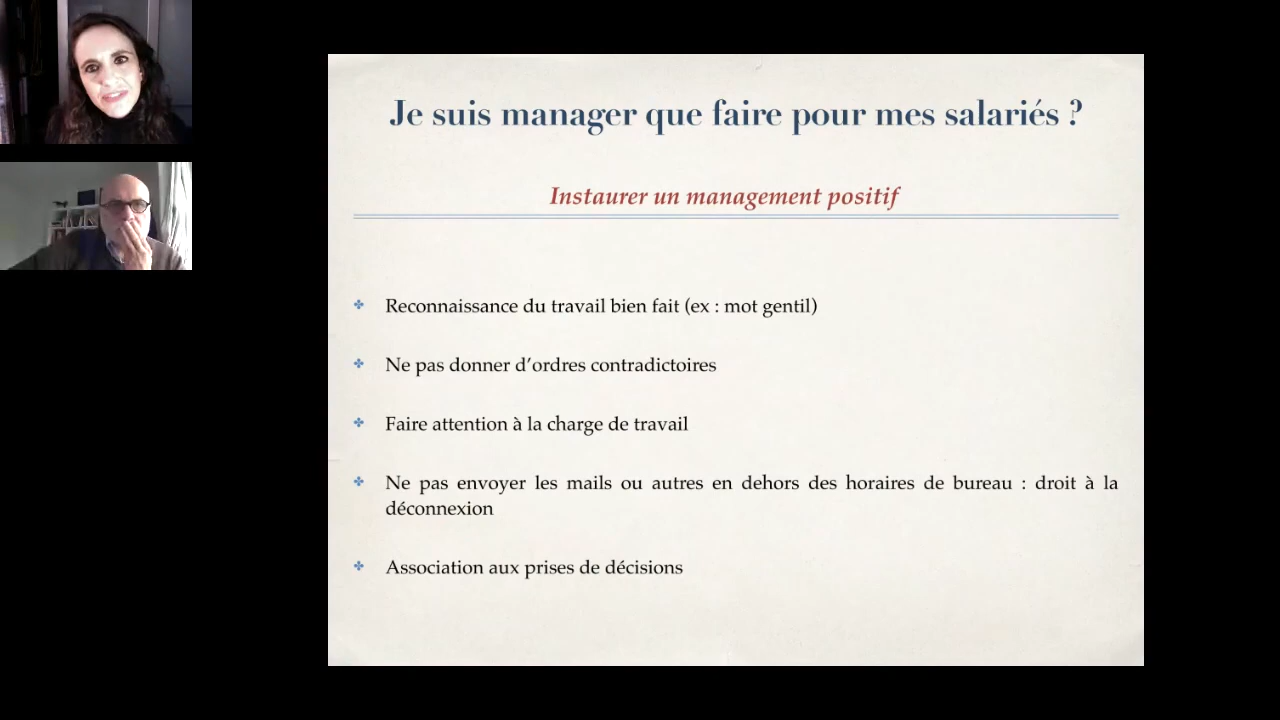 Je suis manager que faire pour mes salariés ?
Instaurer un management positif
Reconnaissance du travail bien fait (ex : mot gentil)
Ne pas donner d’ordres contradictoires
Faire attention à la charge de travail
Ne pas envoyer les mails ou autres en dehors des horaires de bureau : droit à la
déconnexion
Association aux prises de décisions